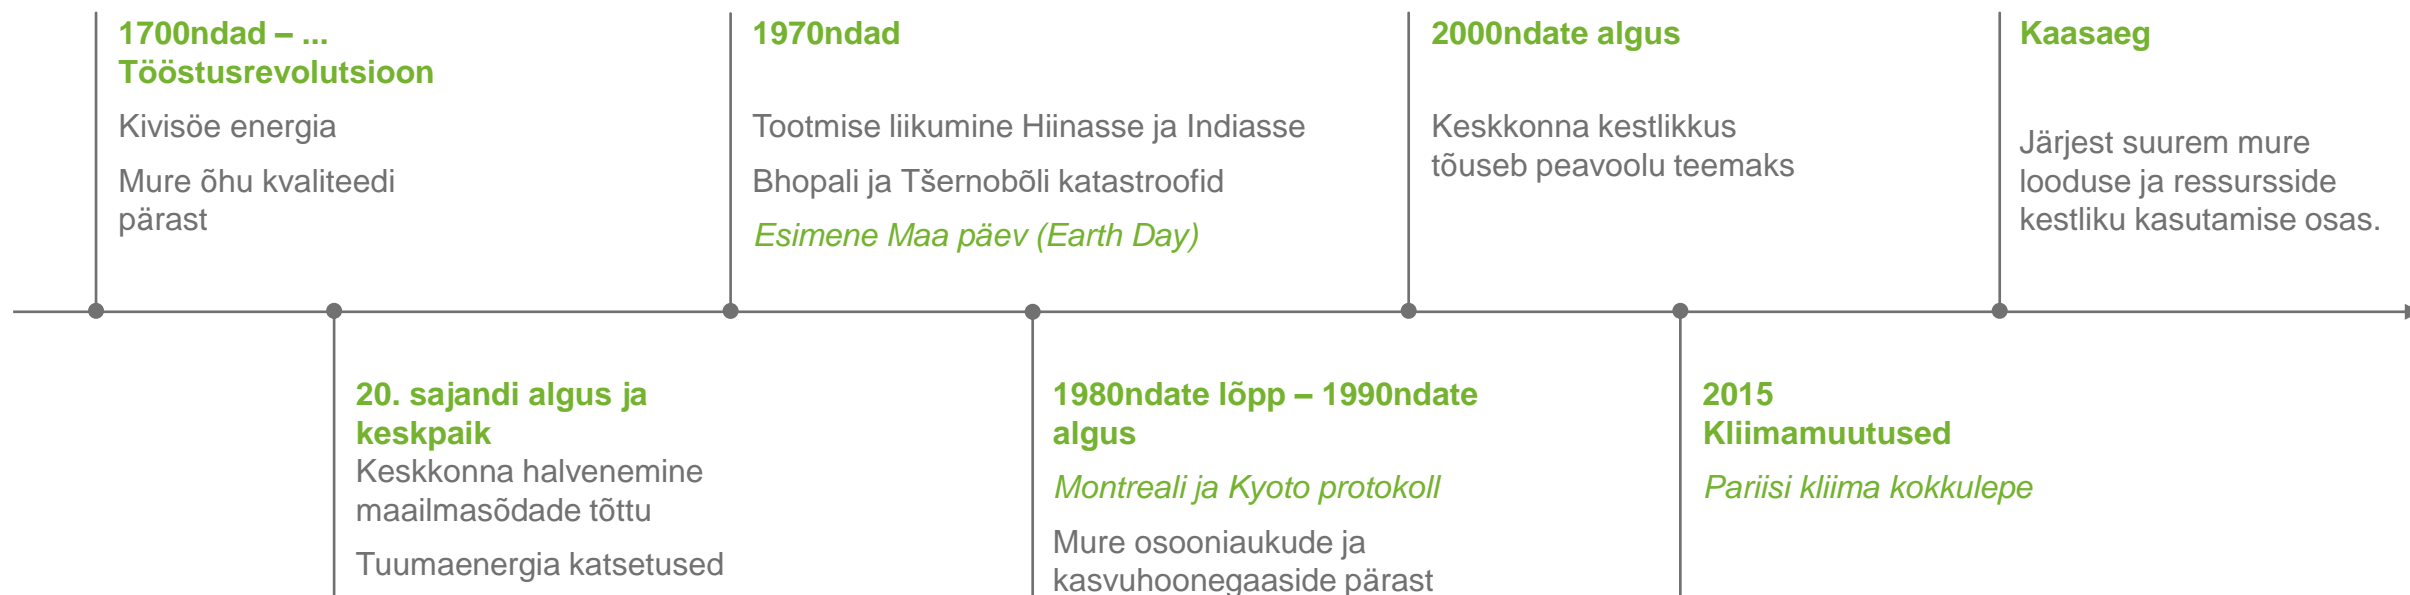 1700ndad – ...
Tööstusrevolutsioon
Kivisöe energia
Mure õhu kvaliteedi
pärast
20. sajandi algus ja
keskpaik
Keskkonna halvenemine
maailmasõdade tõttu
Tuumaenergia katsetused
1970ndad
Tootmise liikumine Hiinasse ja Indiasse
Bhopali ja Tšernobõli katastroofid
Esimene Maa päev (Earth Day)
1980ndate lõpp – 1990ndate
algus
Montreali ja Kyoto protokoll
Mure osooniaukude ja
kasvuhoonegaaside pärast
2000ndate algus
Keskkonna kestlikkus
tõuseb peavoolu teemaks
2015
Kliimamuutused
Pariisi kliima kokkulepe
Kaasaeg
Järjest suurem mure
looduse ja ressursside
kestliku kasutamise osas.